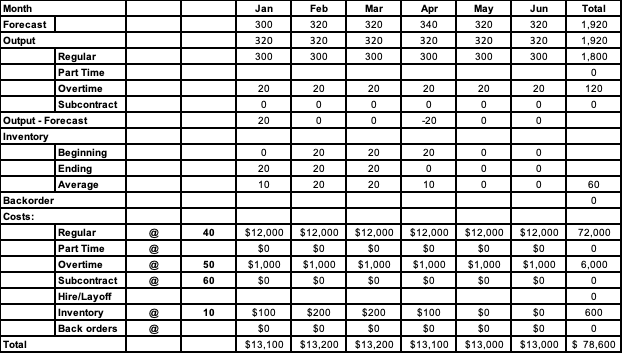 Month Jan Feb Mar Apr May Jun Total
Forecast 300 320 320 340 320 320 1,920
Output 320 320 320 320 320 320 1,920
Regular 300 300 300 300 300 300 1,800
Part Time 0
Overtime 20 20 20 20 20 20 120
Subcontract 0 0 0 0 0 0 0
Output - Forecast 20 0 0 -20 0 0
Inventory
Beginning 0 20 20 20 0 0
Ending 20 20 20 0 0 0
Average 10 20 20 10 0 0 60
Backorder 0
Costs:
Regular @ 40 $12,000 $12,000 $12,000 $12,000 $12,000 $12,000 72,000
Part Time @ $0 $0 $0 $0 $0 $0 0
Overtime @ 50 $1,000 $1,000 $1,000 $1,000 $1,000 $1,000 6,000
Subcontract @ 60 $0 $0 $0 $0 $0 $0 0
Hire/Layoff 0
Inventory @ 10 $100 $200 $200 $100 $0 $0 600
Back orders @ $0 $0 $0 $0 $0 $0 0
Total $13,100 $13,200 $13,200 $13,100 $13,000 $13,000 $ 78,600